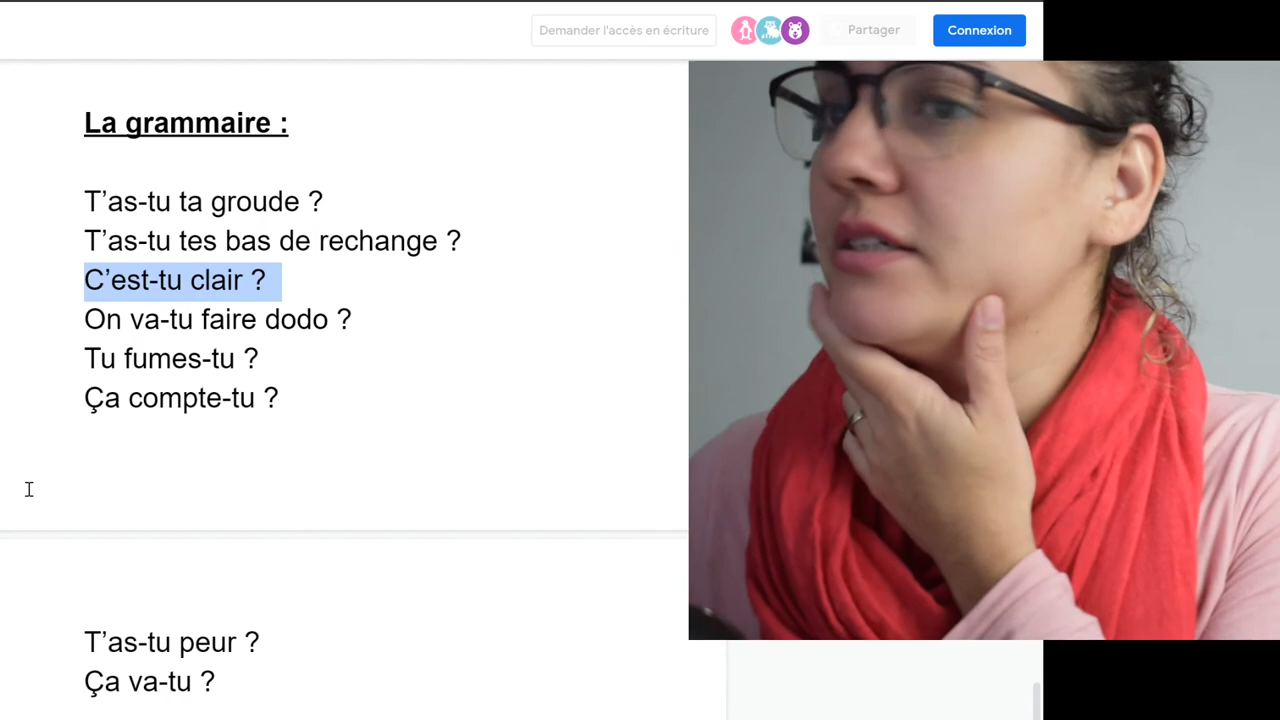 Demander l'accès en écriture
Partager
Connexion
La grammaire :
T’as-tu ta groude ?
T’as-tu tes bas de rechange ?
C’est-tu clair ?
On va-tu faire dodo ?
Tu fumes-tu ?
Ça compte-tu ?
T’as-tu peur ?
Ça va-tu ?